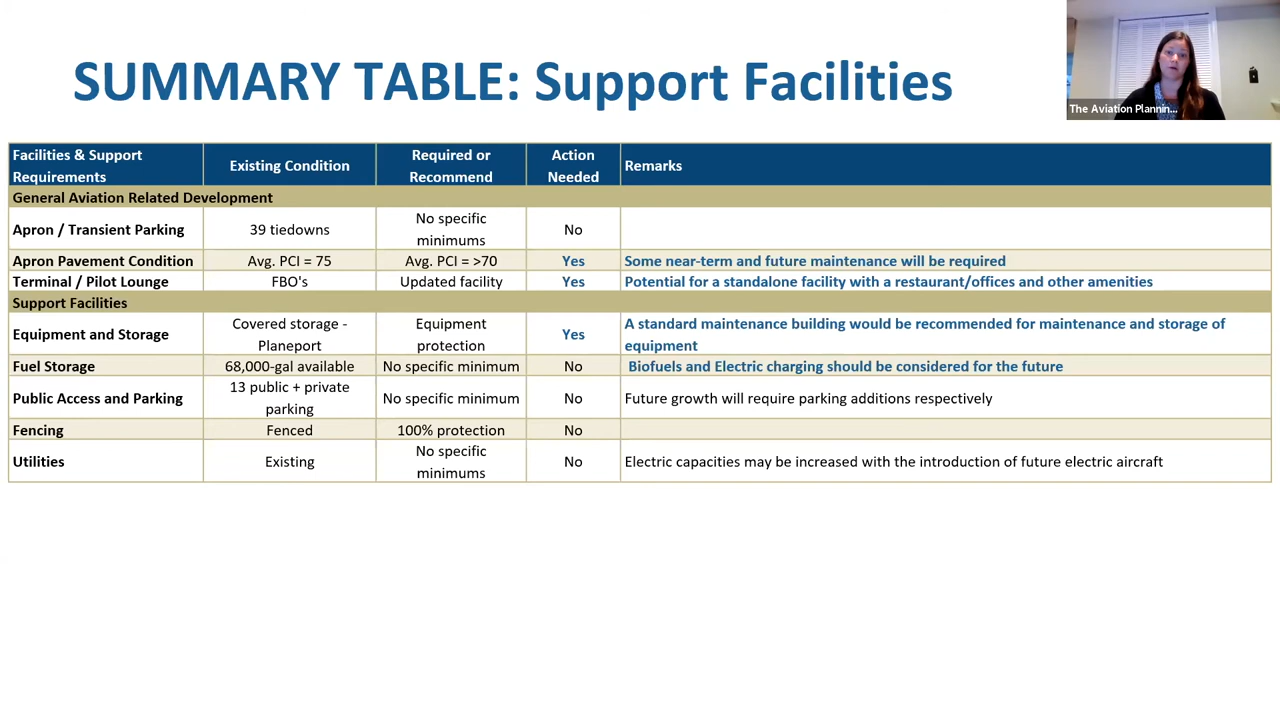 SUMMARY TABLE: Support Facilities
The Aviation Plannin...
Facilities & Support Requirements
Existing Condition
Required or Recommend
Action Needed
Remarks
General Aviation Related Development
Apron / Transient Parking
39 tiedowns
No specific minimums
No
Apron Pavement Condition
Avg. PCI = 75
Avg. PCI = >70
Yes
Some near-term and future maintenance will be required
Terminal / Pilot Lounge
FBO's
Updated facility
Yes
Potential for a standalone facility with a restaurant/offices and other amenities
Support Facilities
Equipment and Storage
Covered storage - Planeport
Equipment protection
Yes
A standard maintenance building would be recommended for maintenance and storage of equipment
Fuel Storage
68,000-gal available
No specific minimum
No
Biofuels and Electric charging should be considered for the future
Public Access and Parking
13 public + private parking
No specific minimum
No
Future growth will require parking additions respectively
Fencing
Fenced
100% protection
No
Utilities
Existing
No specific minimums
No
Electric capacities may be increased with the introduction of future electric aircraft